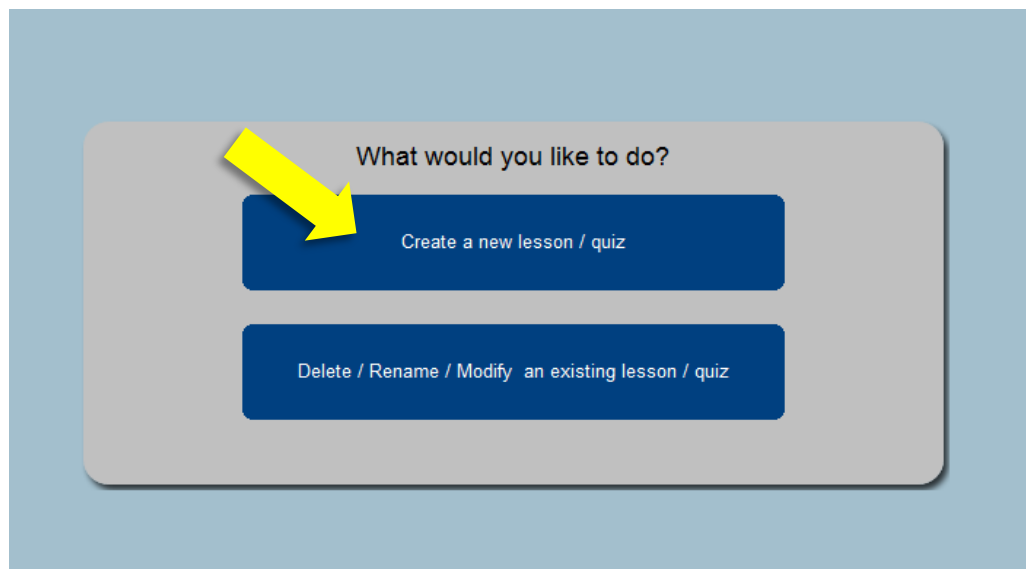 What would you like to do?
Create a new lesson / quiz
Delete / Rename / Modify  an existing lesson / quiz